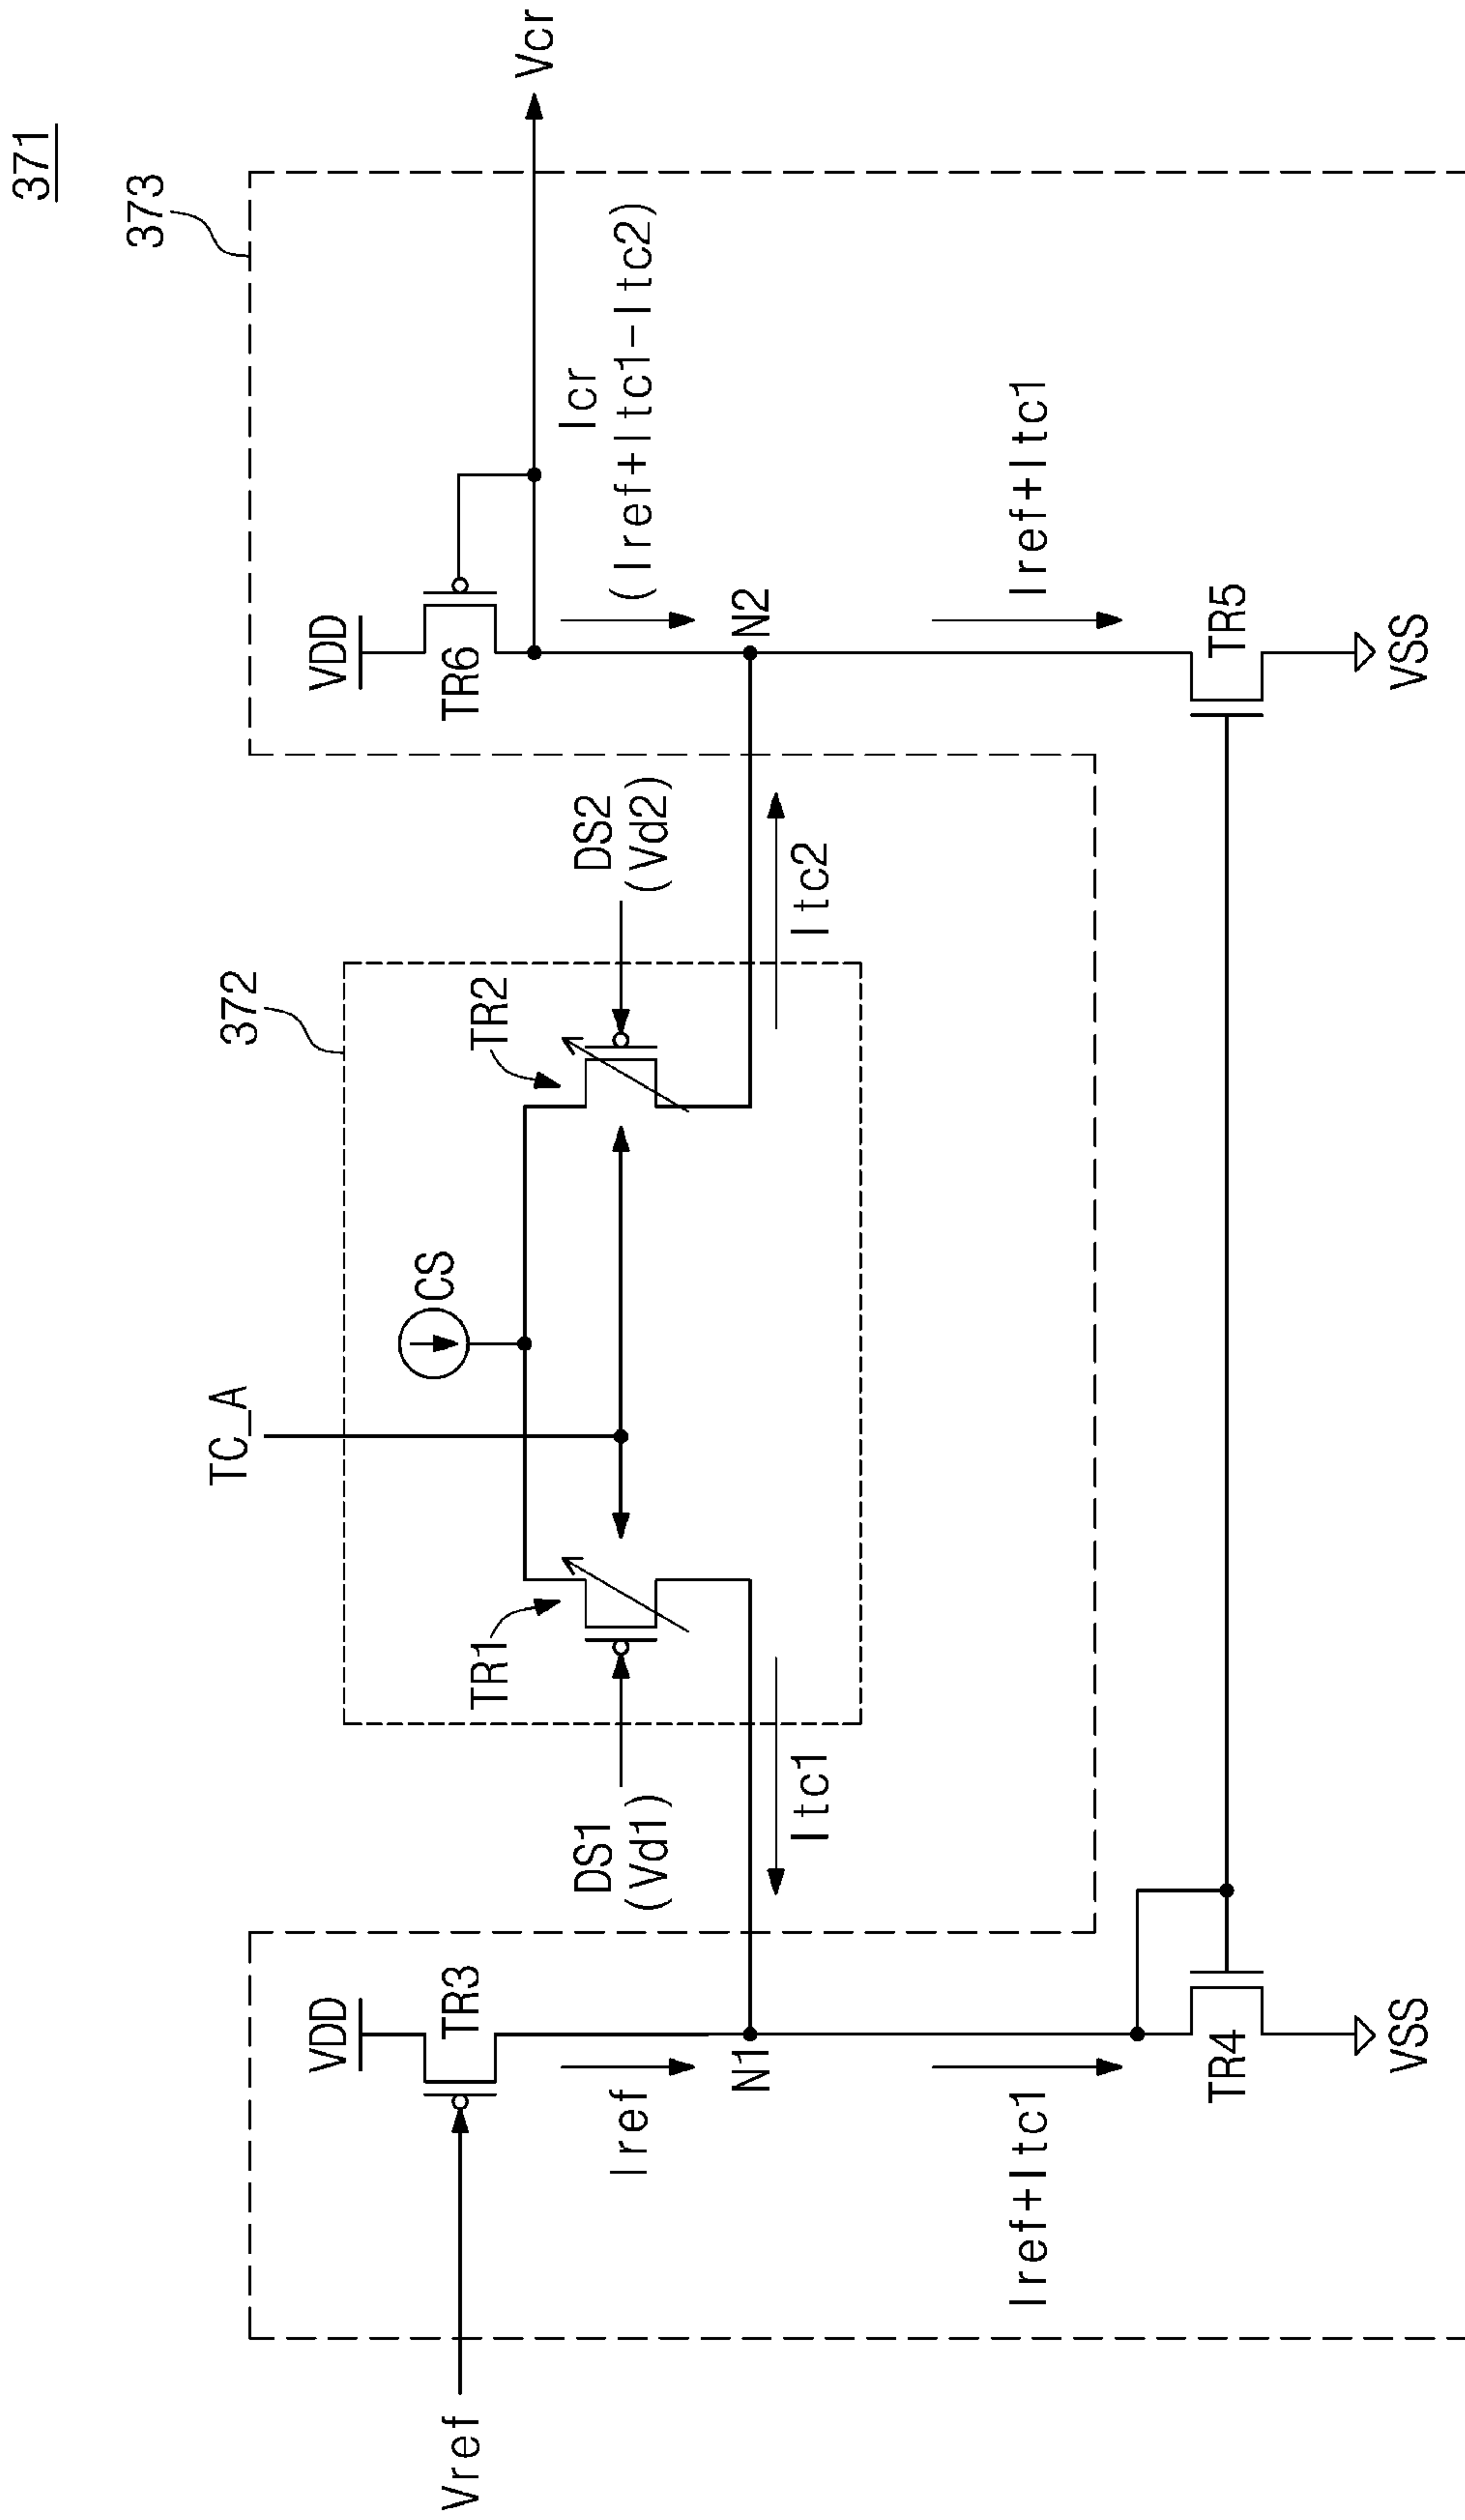 371
373
372
TC_A
CS
VDD
TR3
Vref
Iref
N1
Iref+Itc1
TR4
VSS
TR1
DS1
(Vd1)
Itc1
TR2
DS2
(Vd2)
Itc2
VDD
TR6
Vcr
Icr
(Iref+Itc1-Itc2)
N2
Iref+Itc1
TR5
VSS